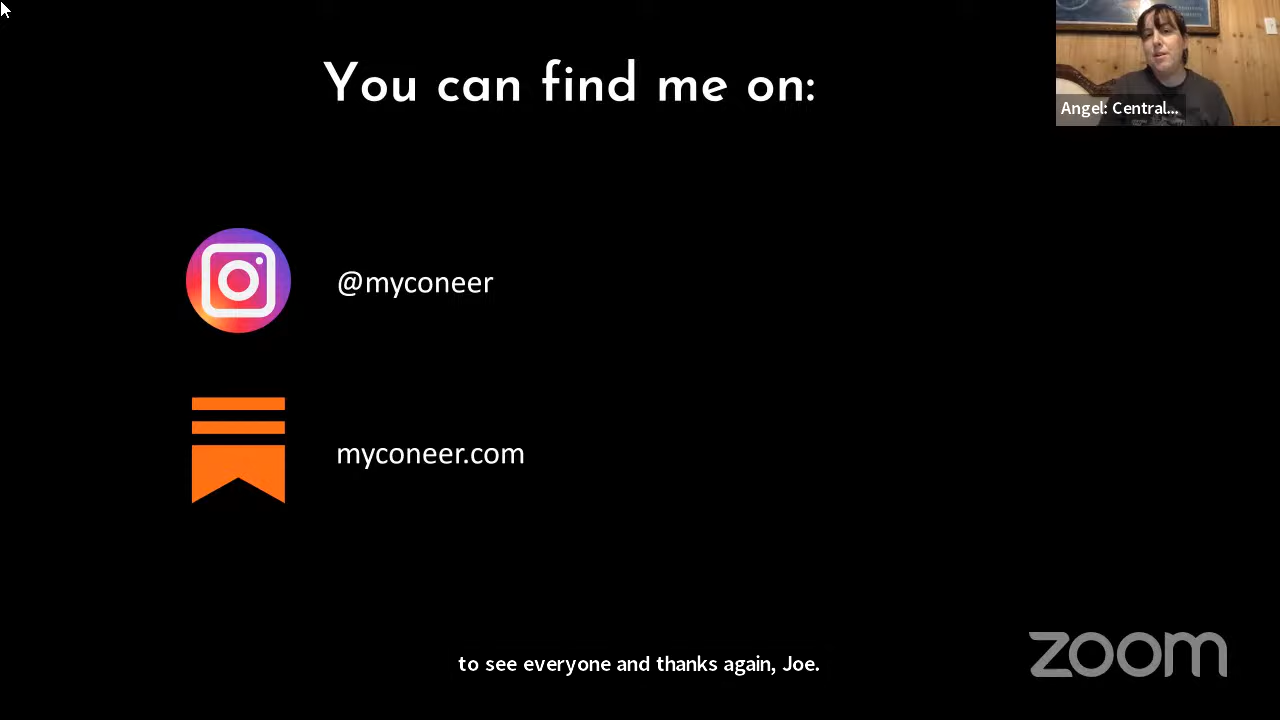 You can find me on:
Angel: Central...
@myconeer
myconeer.com
to see everyone and thanks again, Joe.
zoom